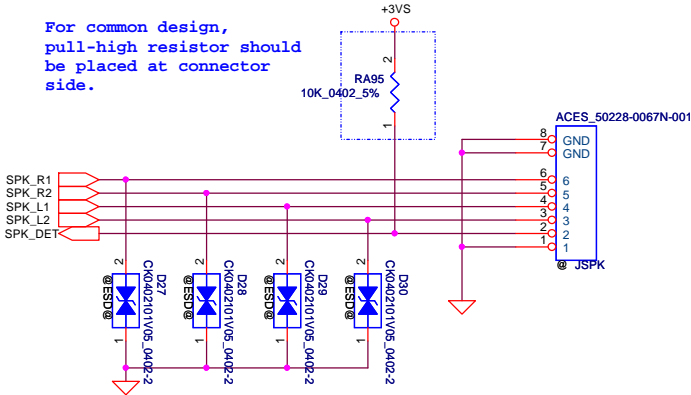 For common design,
pull-high resistor should
be placed at connector
side.
+3VS
2
RA95
10K_0402_5%
1
ACES_50228-0067N-001
8 GND
7 GND
SPK_R1 6 6
SPK_R2 5 5
SPK_L1 4 4
SPK_L2 3 3
SPK_DET 2 2
1 1
@ JSPK
2 D27 CK0402101V05_0402-2 @ESD@ 1
2 D28 CK0402101V05_0402-2 @ESD@ 1
2 D29 CK0402101V05_0402-2 @ESD@ 1
2 D30 CK0402101V05_0402-2 @ESD@ 1